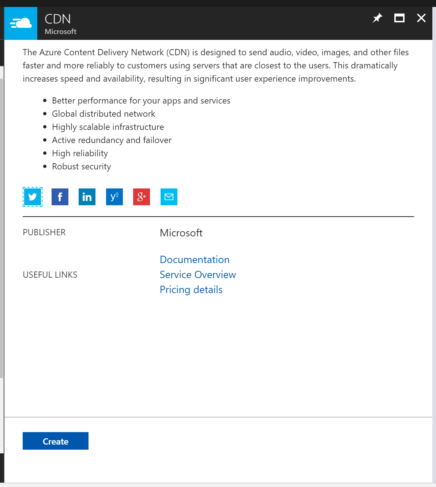 CDN
Microsoft
The Azure Content Delivery Network (CDN) is designed to send audio, video, images, and other files
faster and more reliably to customers using servers that are closest to the users. This dramatically
increases speed and availability, resulting in significant user experience improvements.
• Better performance for your apps and services
• Global distributed network
• Highly scalable infrastructure
• Active redundancy and failover
• High reliability
• Robust security
f in y g+
PUBLISHER Microsoft
Documentation
USEFUL LINKS Service Overview
Pricing details
Create